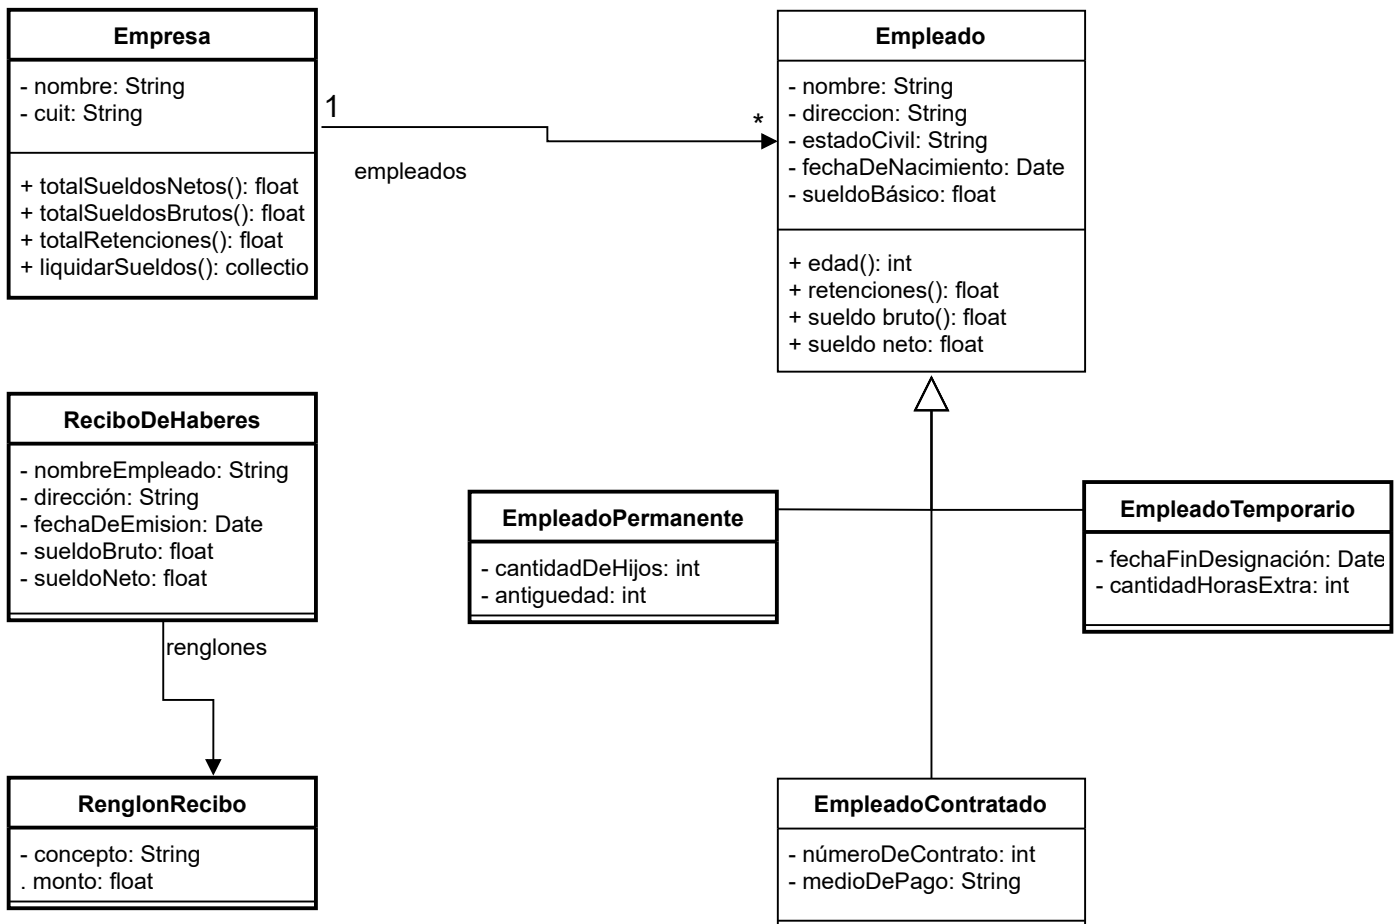 Empresa
- nombre: String
- cuit: String
+ totalSueldosNetos(): float
+ totalSueldosBrutos(): float
+ totalRetenciones(): float
+ liquidarSueldos(): collectio
1
*
empleados
Empleado
- nombre: String
- direccion: String
- estadoCivil: String
- fechaDeNacimiento: Date
- sueldoBásico: float
+ edad(): int
+ retenciones(): float
+ sueldo bruto(): float
+ sueldo neto: float
ReciboDeHaberes
- nombreEmpleado: String
- dirección: String
- fechaDeEmision: Date
- sueldoBruto: float
- sueldoNeto: float
renglones
EmpleadoPermanente
- cantidadDeHijos: int
- antiguedad: int
EmpleadoTemporario
- fechaFinDesignación: Date
- cantidadHorasExtra: int
RenglonRecibo
- concepto: String
. monto: float
EmpleadoContratado
- númeroDeContrato: int
- medioDePago: String